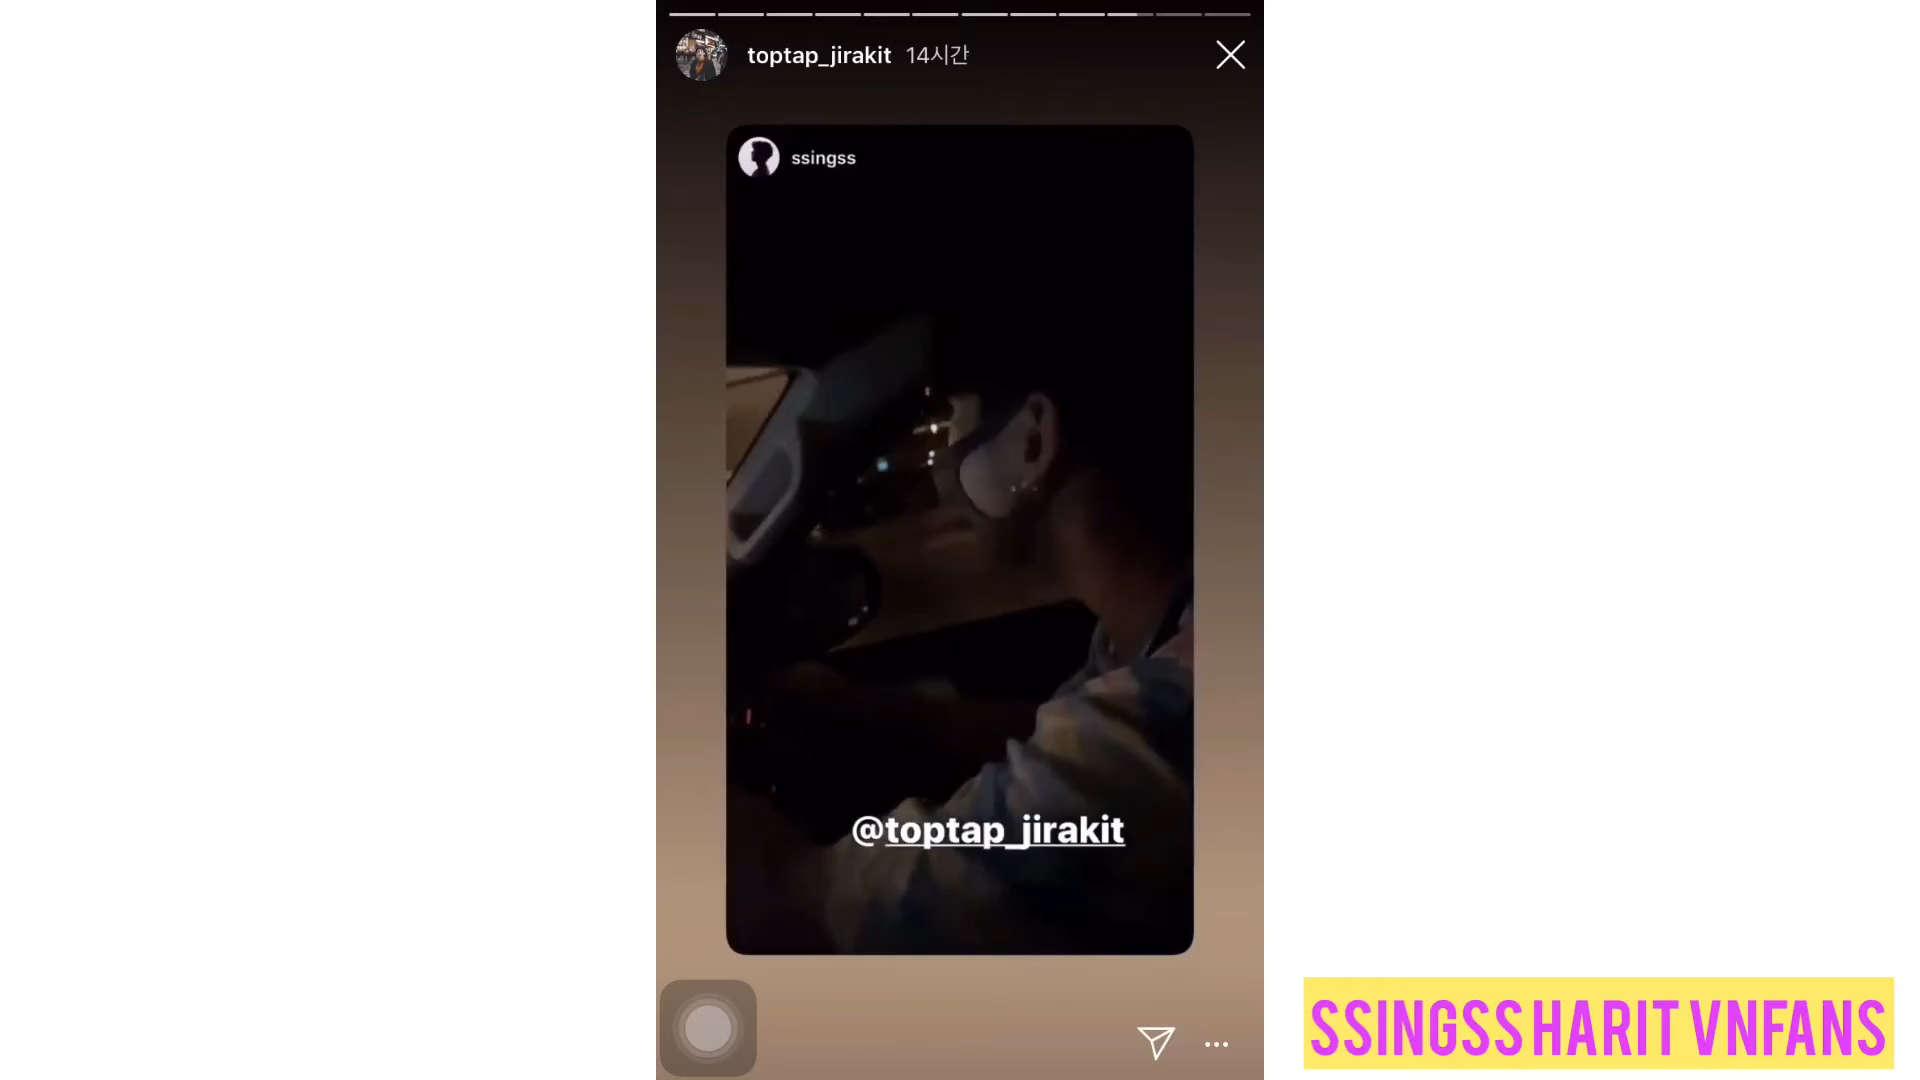 toptap_jirakit 14시간
ssingss
@toptap_jirakit
SSINGSS HARIT VNFANS